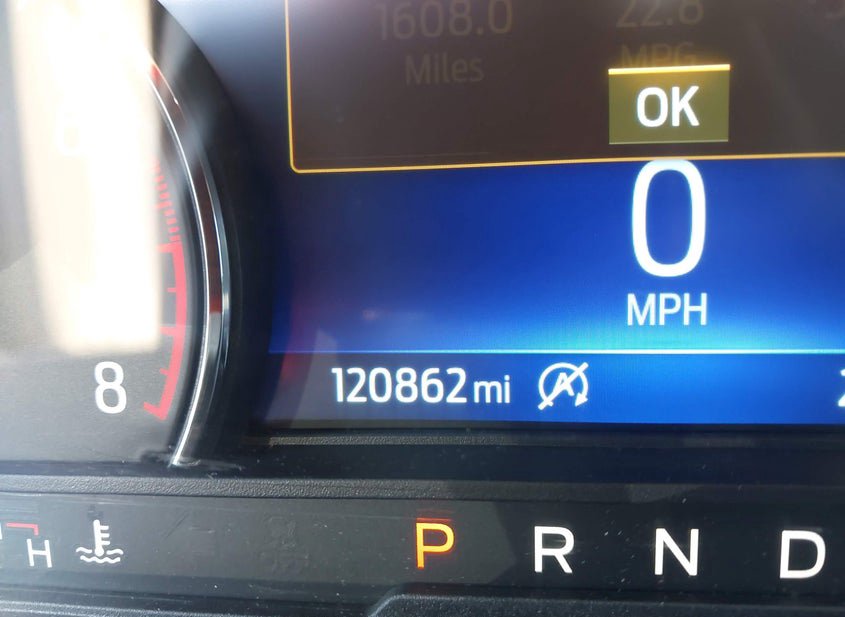 1608.0 22.8
Miles MPG
OK
0
MPH
120862 mi
8
H
P R N D